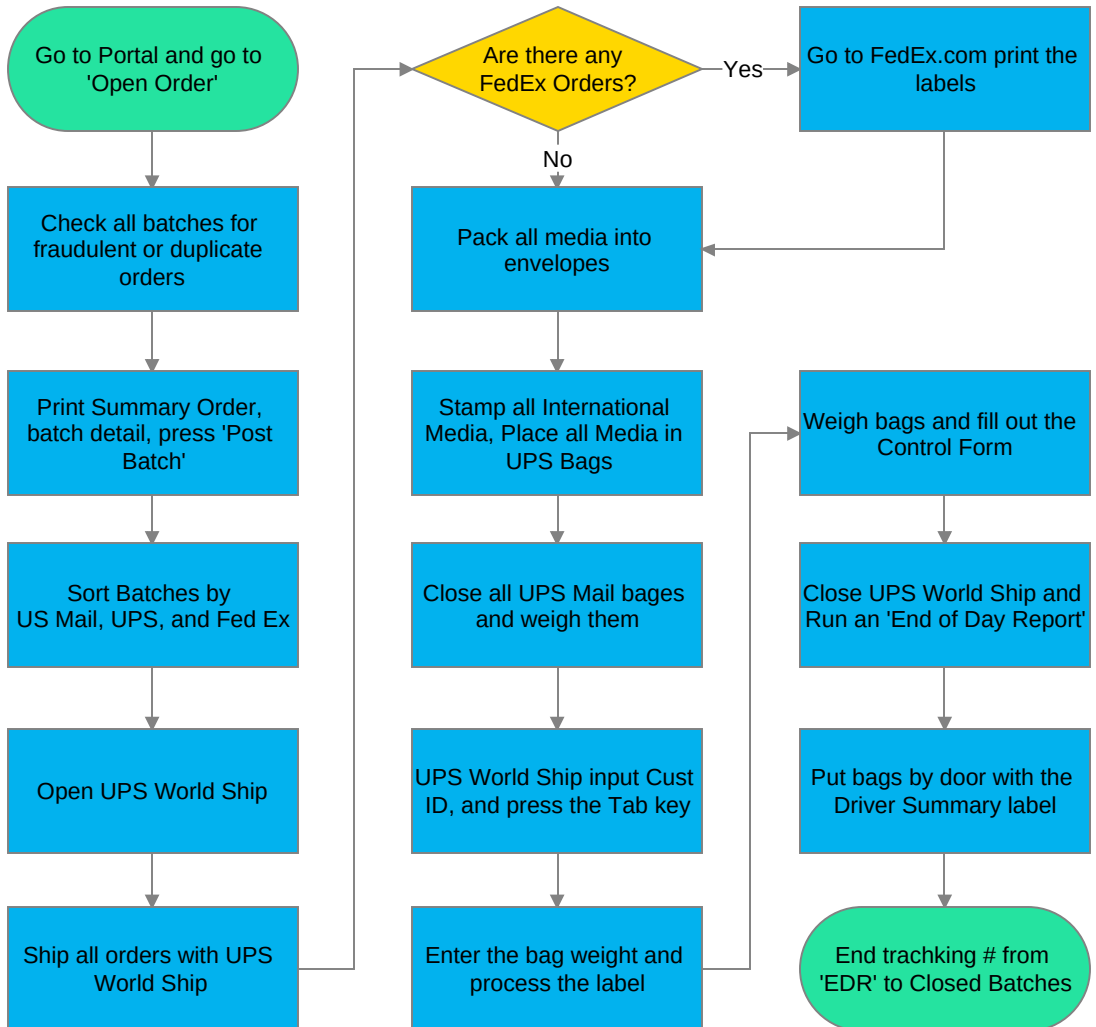 Go to Portal and go to
'Open Order'
Check all batches for
fraudulent or duplicate
orders
Print Summary Order,
batch detail, press 'Post
Batch'
Sort Batches by
US Mail, UPS, and Fed Ex
Open UPS World Ship
Ship all orders with UPS
World Ship
Are there any
FedEx Orders?
Yes
Go to FedEx.com print the
labels
No
Pack all media into
envelopes
Stamp all International
Media, Place all Media in
UPS Bags
Close all UPS Mail bages
and weigh them
UPS World Ship input Cust
ID, and press the Tab key
Enter the bag weight and
process the label
Weigh bags and fill out the
Control Form
Close UPS World Ship and
Run an 'End of Day Report'
Put bags by door with the
Driver Summary label
End trachking # from
'EDR' to Closed Batches